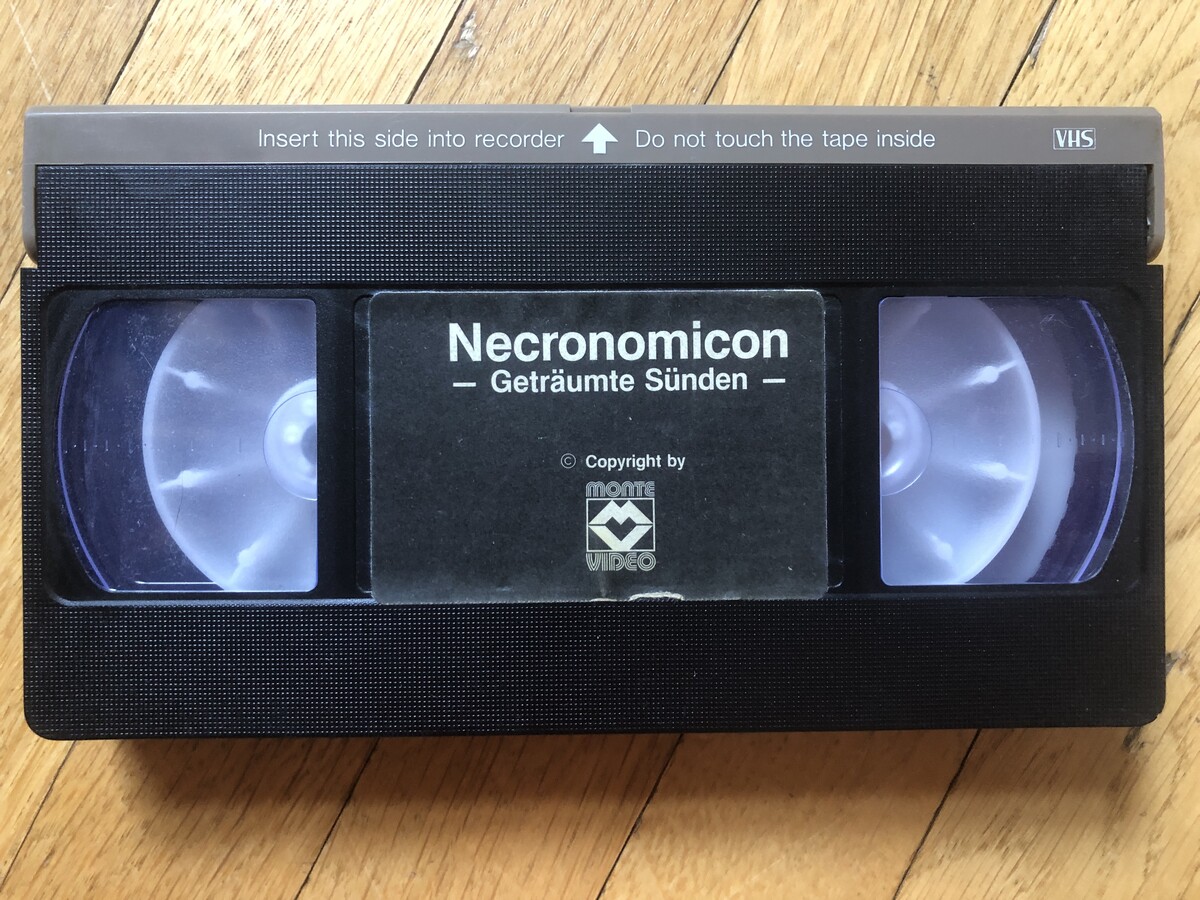 Insert this side into recorder Do not touch the tape inside VHS
Necronomicon
— Geträumte Sünden —
© Copyright by
MONTE
VIDEO